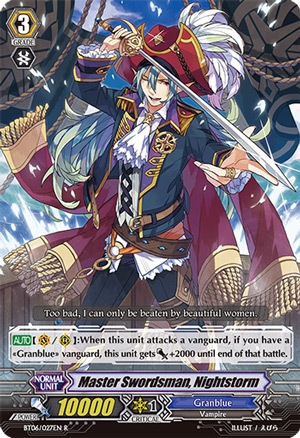 3
GRADE
Too bad, I can only be beaten by beautiful women.
AUTO [ / ]:When this unit attacks a vanguard, if you have a
«Granblue» vanguard, this unit gets +2000 until end of that battle.
NORMAL
UNIT
Master Swordsman, Nightstorm
POWER
10000
1
CRITICAL
Granblue
Vampire
BT06/027EN R
ILLUST / えびら